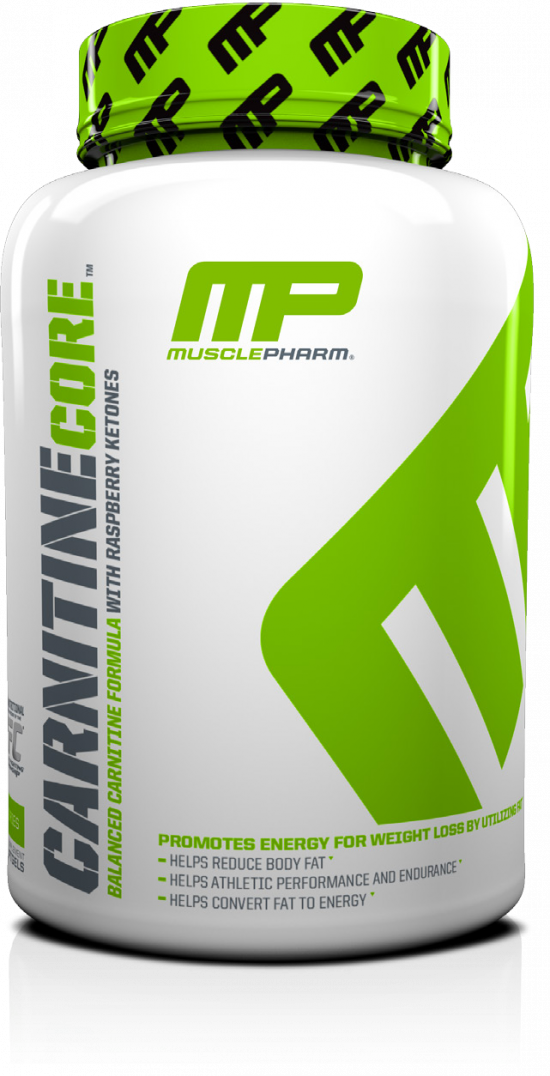 MP
MUSCLEPHARM®
CARNITINE CORE™
BALANCED CARNITINE FORMULA WITH RASPBERRY KETONES
PROMOTES ENERGY FOR WEIGHT LOSS BY UTILIZING FAT
- HELPS REDUCE BODY FAT
- HELPS ATHLETIC PERFORMANCE AND ENDURANCE
- HELPS CONVERT FAT TO ENERGY